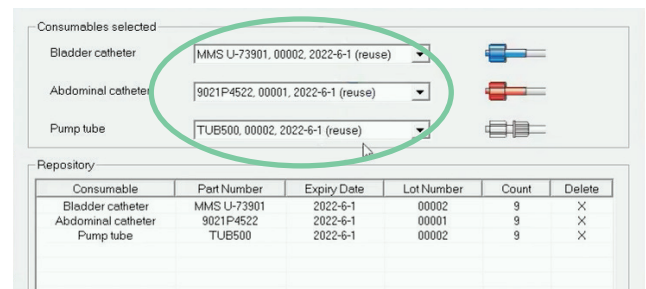 Consumables selected
Bladder catheter MMS U-73901, 00002, 2022-6-1 (reuse)
Abdominal catheter 9021P4522, 00001, 2022-6-1 (reuse)
Pump tube TUB500, 00002, 2022-6-1 (reuse)
Repository
Consumable Part Number Expiry Date Lot Number Count Delete
Bladder catheter MMS U-73901 2022-6-1 00002 9 X
Abdominal catheter 9021P4522 2022-6-1 00001 9 X
Pump tube TUB500 2022-6-1 00002 9 X